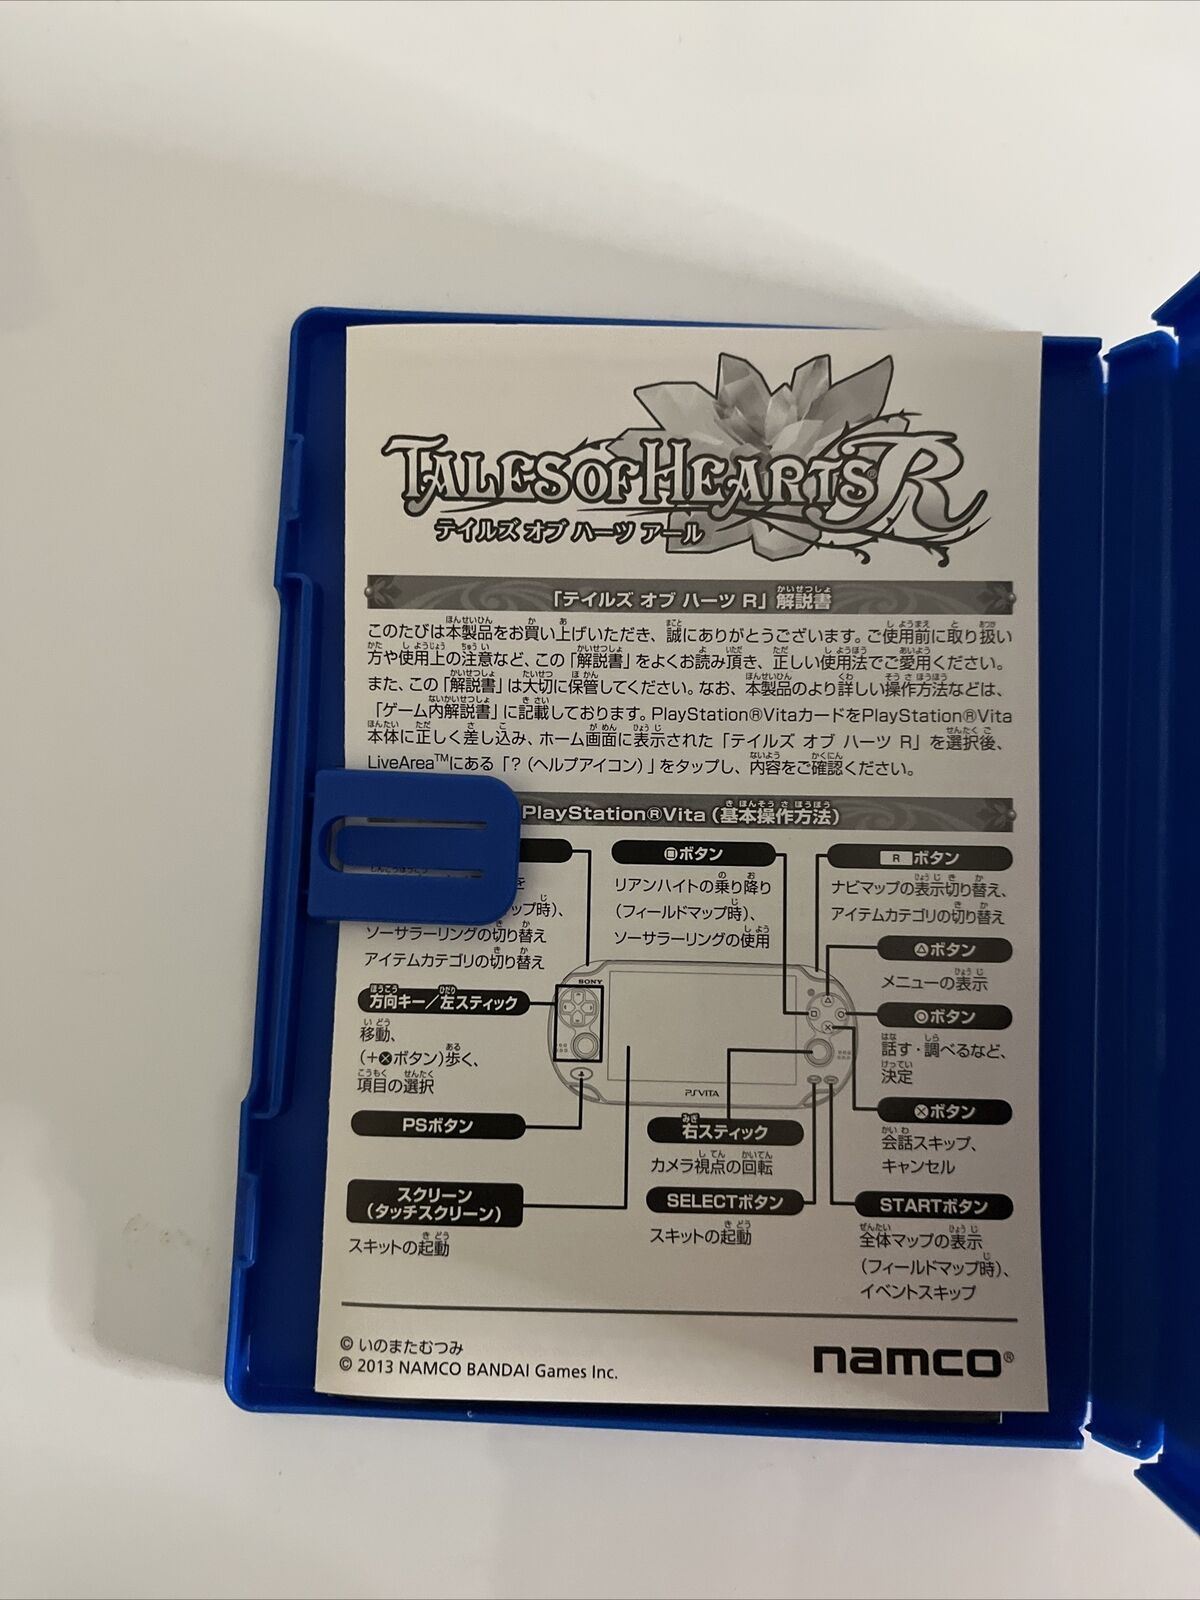 TALES OF HEARTS® R
テイルズ オブ ハーツ アール
「テイルズ オブ ハーツ R」解説書
このたびは本製品をお買い上げいただき、誠にありがとうございます。ご使用前に取り扱い
方や使用上の注意など、この「解説書」をよくお読み頂き、正しい使用法でご愛用ください。
また、この「解説書」は大切に保管してください。なお、本製品のより詳しい操作方法などは、
「ゲーム内解説書」に記載しております。PlayStation®VitaカードをPlayStation®Vita
本体に正しく差し込み、ホーム画面に表示された「テイルズ オブ ハーツ R」を選択後、
LiveArea™にある「?(ヘルプアイコン)」をタップし、内容をご確認ください。
PlayStation®Vita(基本操作方法)
を
ップ時)、
ソーサラーリングの切り替え
アイテムカテゴリの切り替え
方向キー/左スティック
移動、
(+⊗ボタン)歩く、
項目の選択
PSボタン
スクリーン
(タッチスクリーン)
スキットの起動
□ボタン
リアンハイトの乗り降り
(フィールドマップ時)、
ソーサラーリングの使用
SONY
PSVITA
右スティック
カメラ視点の回転
SELECTボタン
スキットの起動
R ボタン
ナビマップの表示切り替え、
アイテムカテゴリの切り替え
△ボタン
メニューの表示
○ボタン
話す・調べるなど、
決定
⊗ボタン
会話スキップ、
キャンセル
STARTボタン
全体マップの表示
(フィールドマップ時)、
イベントスキップ
© いのまたむつみ
© 2013 NAMCO BANDAI Games Inc.
namco®